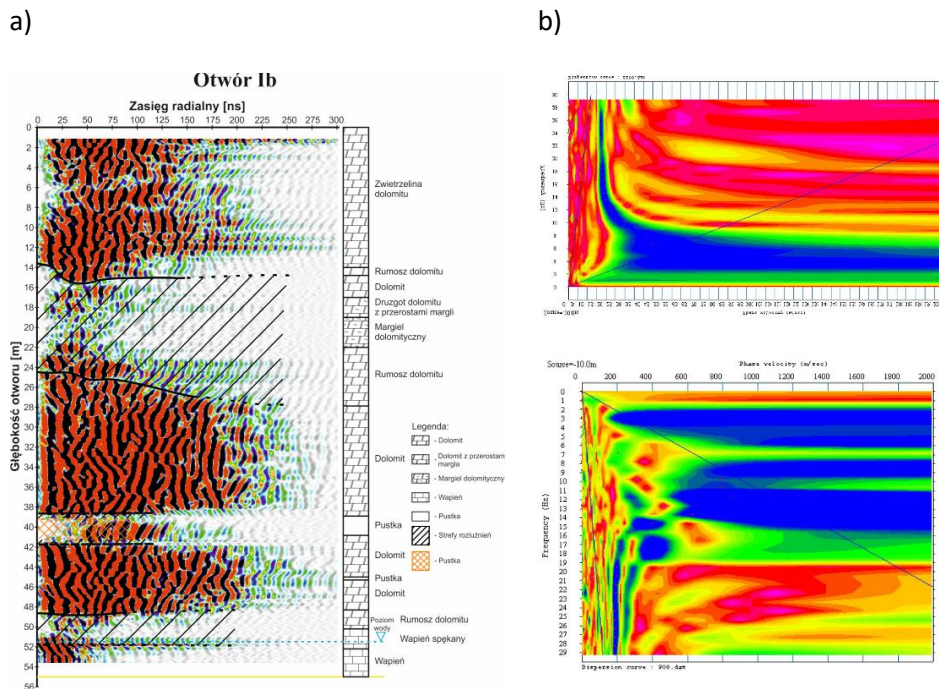 a)
b)
Otwór Ib
Zasięg radialny [ns]
0 25 50 75 100 125 150 175 200 225 250 275 300
Głębokość otworu [m]
0
2
4
6
8
10
12
14
16
18
20
22
24
26
28
30
32
34
36
38
40
42
44
46
48
50
52
54
56
Zwietrzelina
dolomitu
Rumosz dolomitu
Dolomit
Druzgot dolomitu
z przerostami margli
Margiel
dolomityczny
Rumosz dolomitu
Dolomit
Pustka
Dolomit
Pustka
Dolomit
Rumosz dolomitu
Poziom
wody
Wapień spękany
Wapień
Legenda:
- Dolomit
- Dolomit z przerostam
margla
- Margiel dolomityczny
- Wapień
- Pustka
- Strefy rozluźnień
- Pustka
Source=-10.0m
Phase velocity (m/sec)
0 200 400 600 800 1000 1200 1400 1600 1800 2000
Frequency (Hz)
0
1
2
3
4
5
6
7
8
9
10
11
12
13
14
15
16
17
18
19
20
21
22
23
24
25
26
27
28
29
Dispersion curve : 900.dat